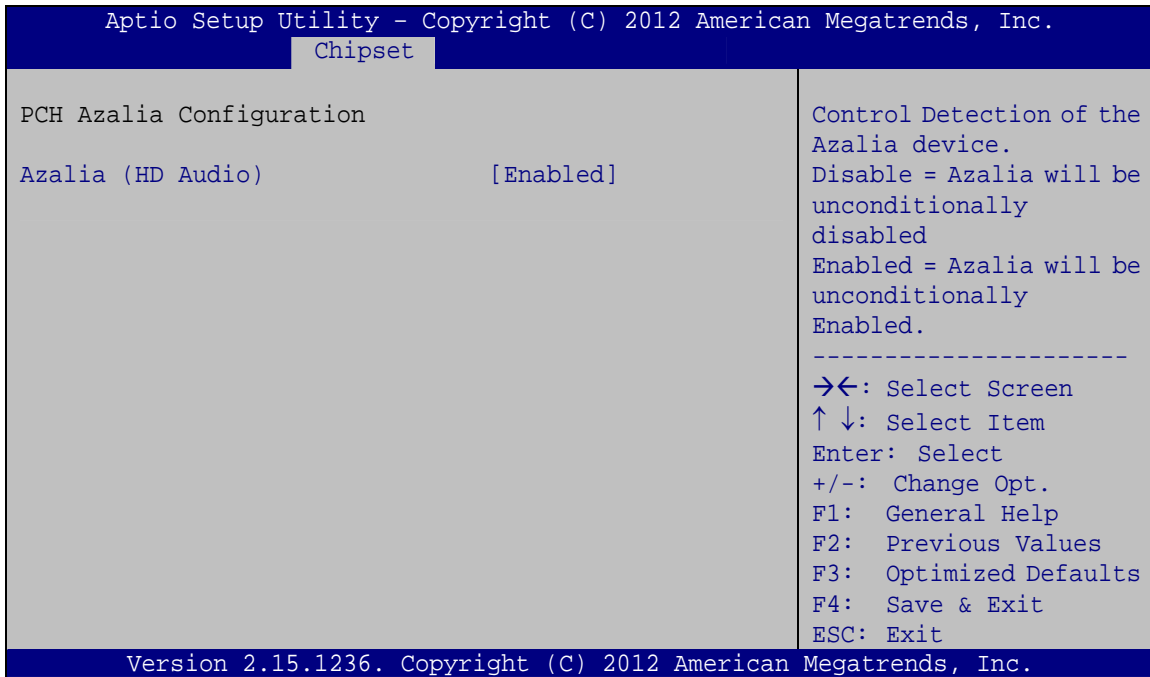 Aptio Setup Utility – Copyright (C) 2012 American Megatrends, Inc.
Chipset
PCH Azalia Configuration
Azalia (HD Audio) [Enabled]
Control Detection of the
Azalia device.
Disable = Azalia will be
unconditionally
disabled
Enabled = Azalia will be
unconditionally
Enabled.
----------------------
→←: Select Screen
↑ ↓: Select Item
Enter: Select
+/-: Change Opt.
F1: General Help
F2: Previous Values
F3: Optimized Defaults
F4: Save & Exit
ESC: Exit
Version 2.15.1236. Copyright (C) 2012 American Megatrends, Inc.